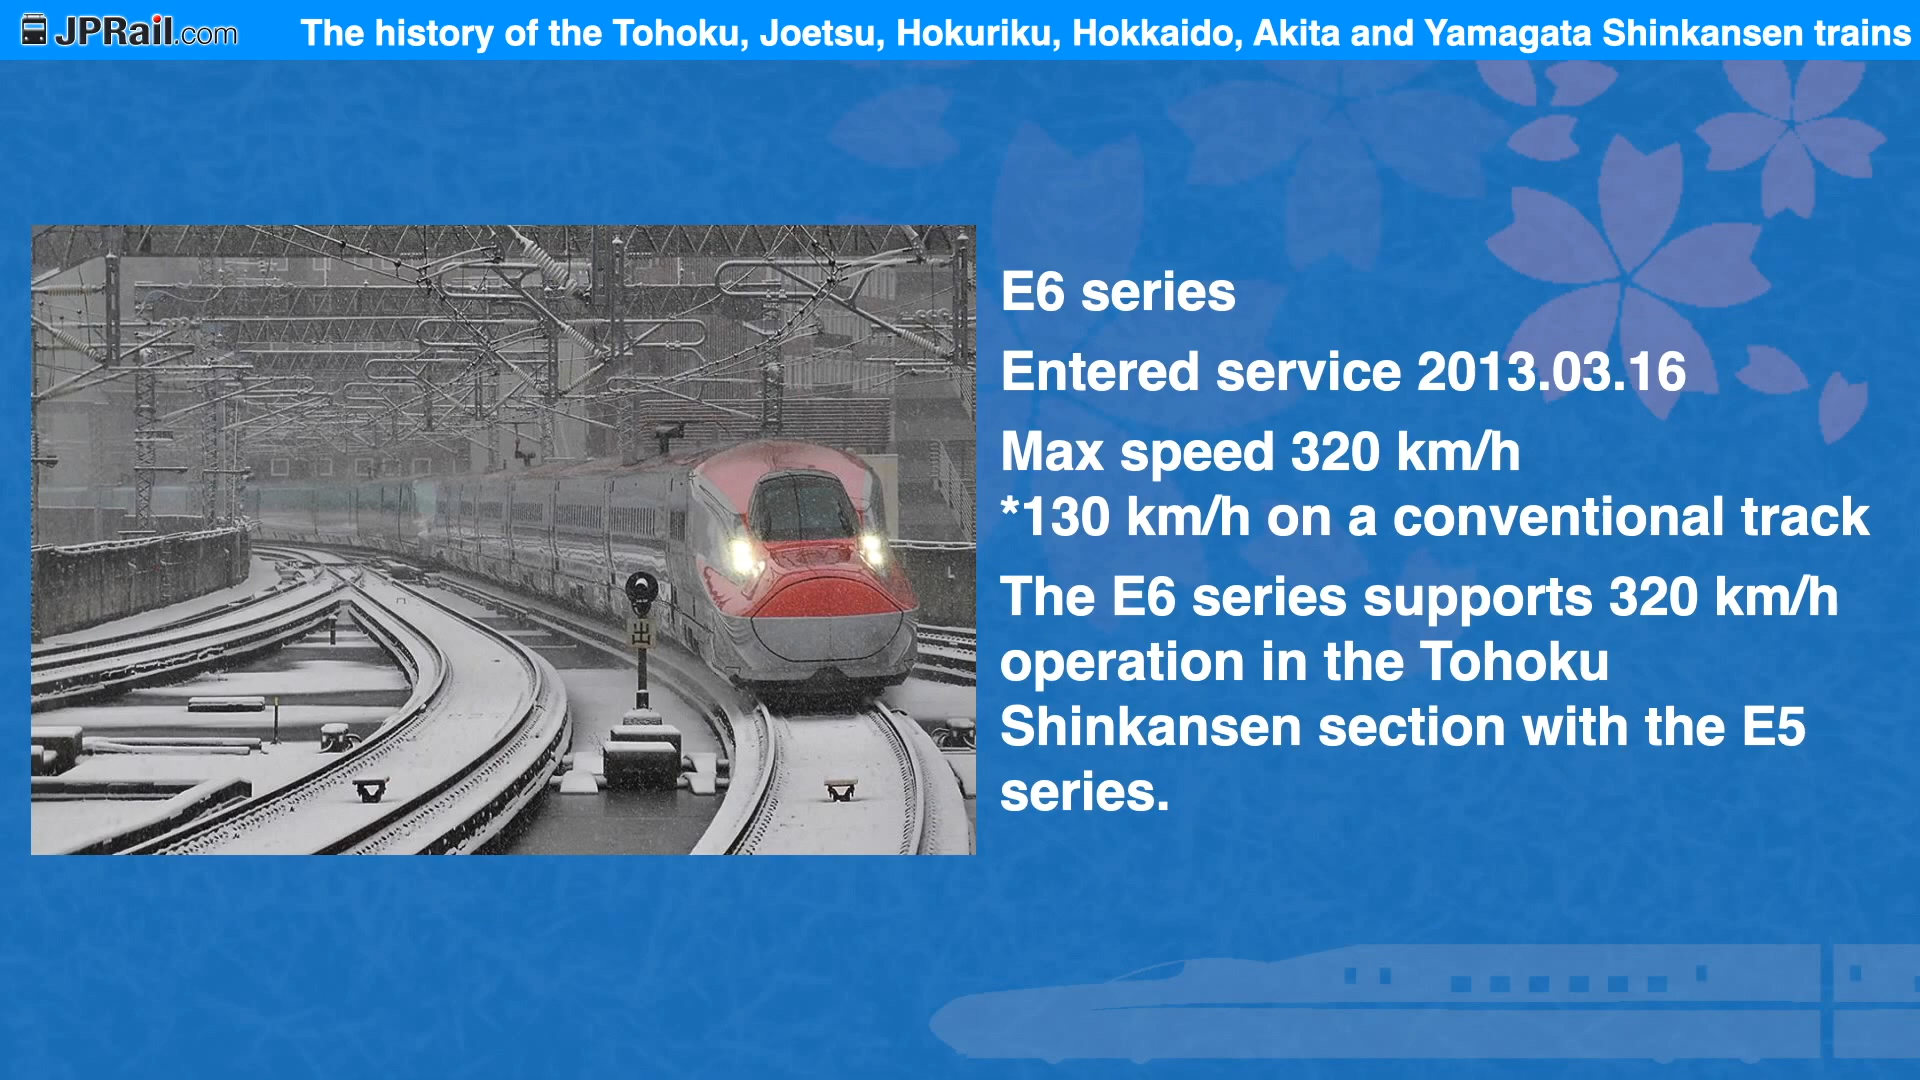 JPRail.com
The history of the Tohoku, Joetsu, Hokuriku, Hokkaido, Akita and Yamagata Shinkansen trains
E6 series
Entered service 2013.03.16
Max speed 320 km/h
*130 km/h on a conventional track
The E6 series supports 320 km/h
operation in the Tohoku
Shinkansen section with the E5
series.
出